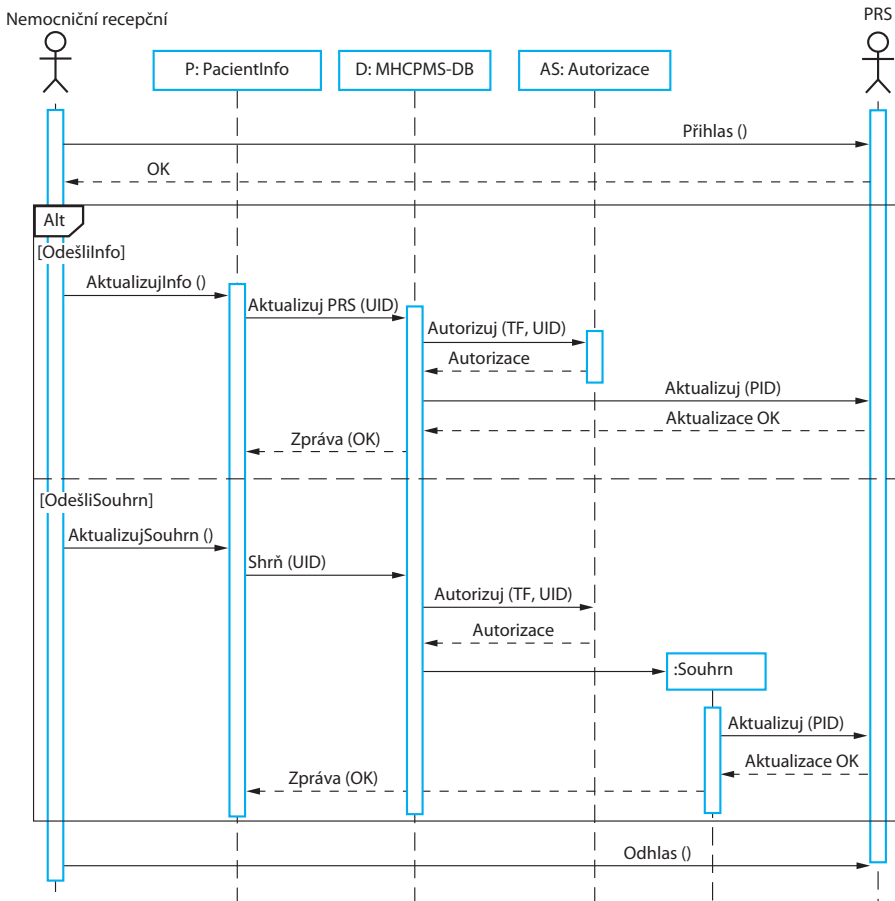 Nemocniční recepční
PRS
P: PacientInfo
D: MHCPMS-DB
AS: Autorizace
Přihlas ()
OK
Alt
[OdešliInfo]
AktualizujInfo ()
Aktualizuj PRS (UID)
Autorizuj (TF, UID)
Autorizace
Aktualizuj (PID)
Aktualizace OK
Zpráva (OK)
[OdešliSouhrn]
AktualizujSouhrn ()
Shrň (UID)
Autorizuj (TF, UID)
Autorizace
:Souhrn
Aktualizuj (PID)
Aktualizace OK
Zpráva (OK)
Odhlas ()